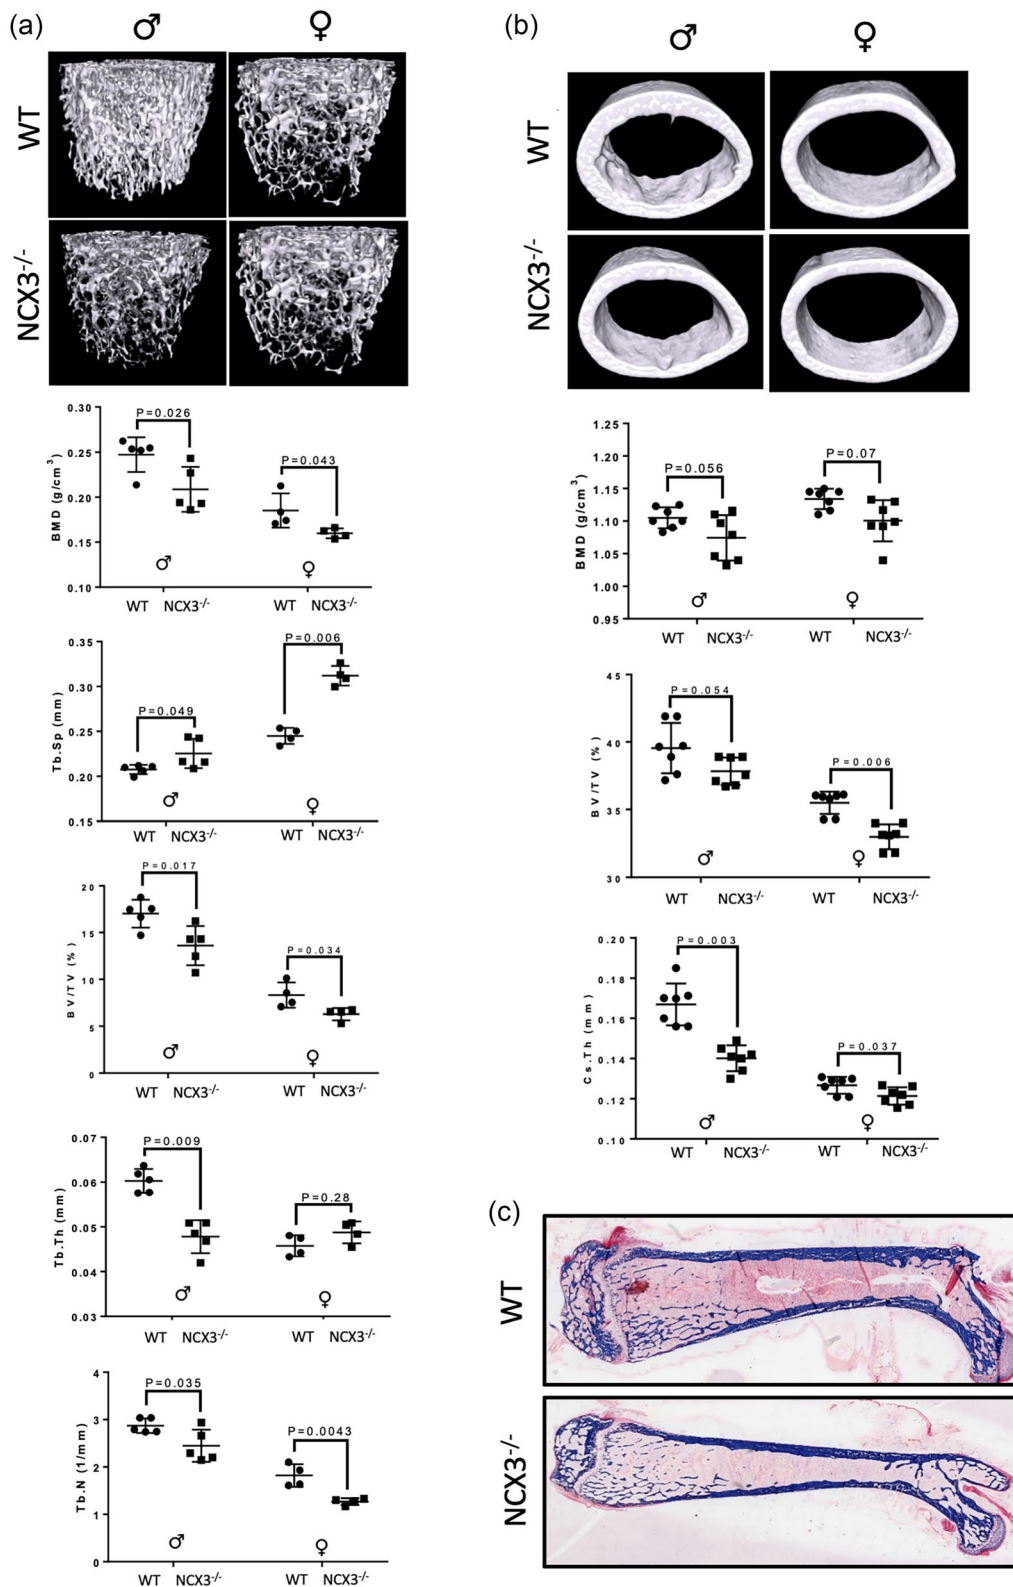 (a)
♂ ♀
WT
NCX3-/-
BMD (g/cm3)
0.30
0.25
0.20
0.15
0.10
P=0.026
P=0.043
♂ ♀
WT NCX3-/- WT NCX3-/-
Tb.Sp (mm)
0.35
0.30
0.25
0.20
0.15
P=0.049
P=0.006
♂ ♀
WT NCX3-/- WT NCX3-/-
BV/TV (%)
20
15
10
5
0
P=0.017
P=0.034
♂ ♀
WT NCX3-/- WT NCX3-/-
Tb.Th (mm)
0.07
0.06
0.05
0.04
0.03
P=0.009
P=0.28
♂ ♀
WT NCX3-/- WT NCX3-/-
Tb.N (1/mm)
4
3
2
1
0
P=0.035
P=0.0043
♂ ♀
WT NCX3-/- WT NCX3-/-
(b)
♂ ♀
WT
NCX3-/-
BMD (g/cm3)
1.25
1.20
1.15
1.10
1.05
1.00
0.95
P=0.056
P=0.07
♂ ♀
WT NCX3-/- WT NCX3-/-
BV/TV (%)
45
40
35
30
P=0.054
P=0.006
♂ ♀
WT NCX3-/- WT NCX3-/-
Cs.Th (mm)
0.20
0.18
0.16
0.14
0.12
0.10
P=0.003
P=0.037
♂ ♀
WT NCX3-/- WT NCX3-/-
(c)
WT
NCX3-/-